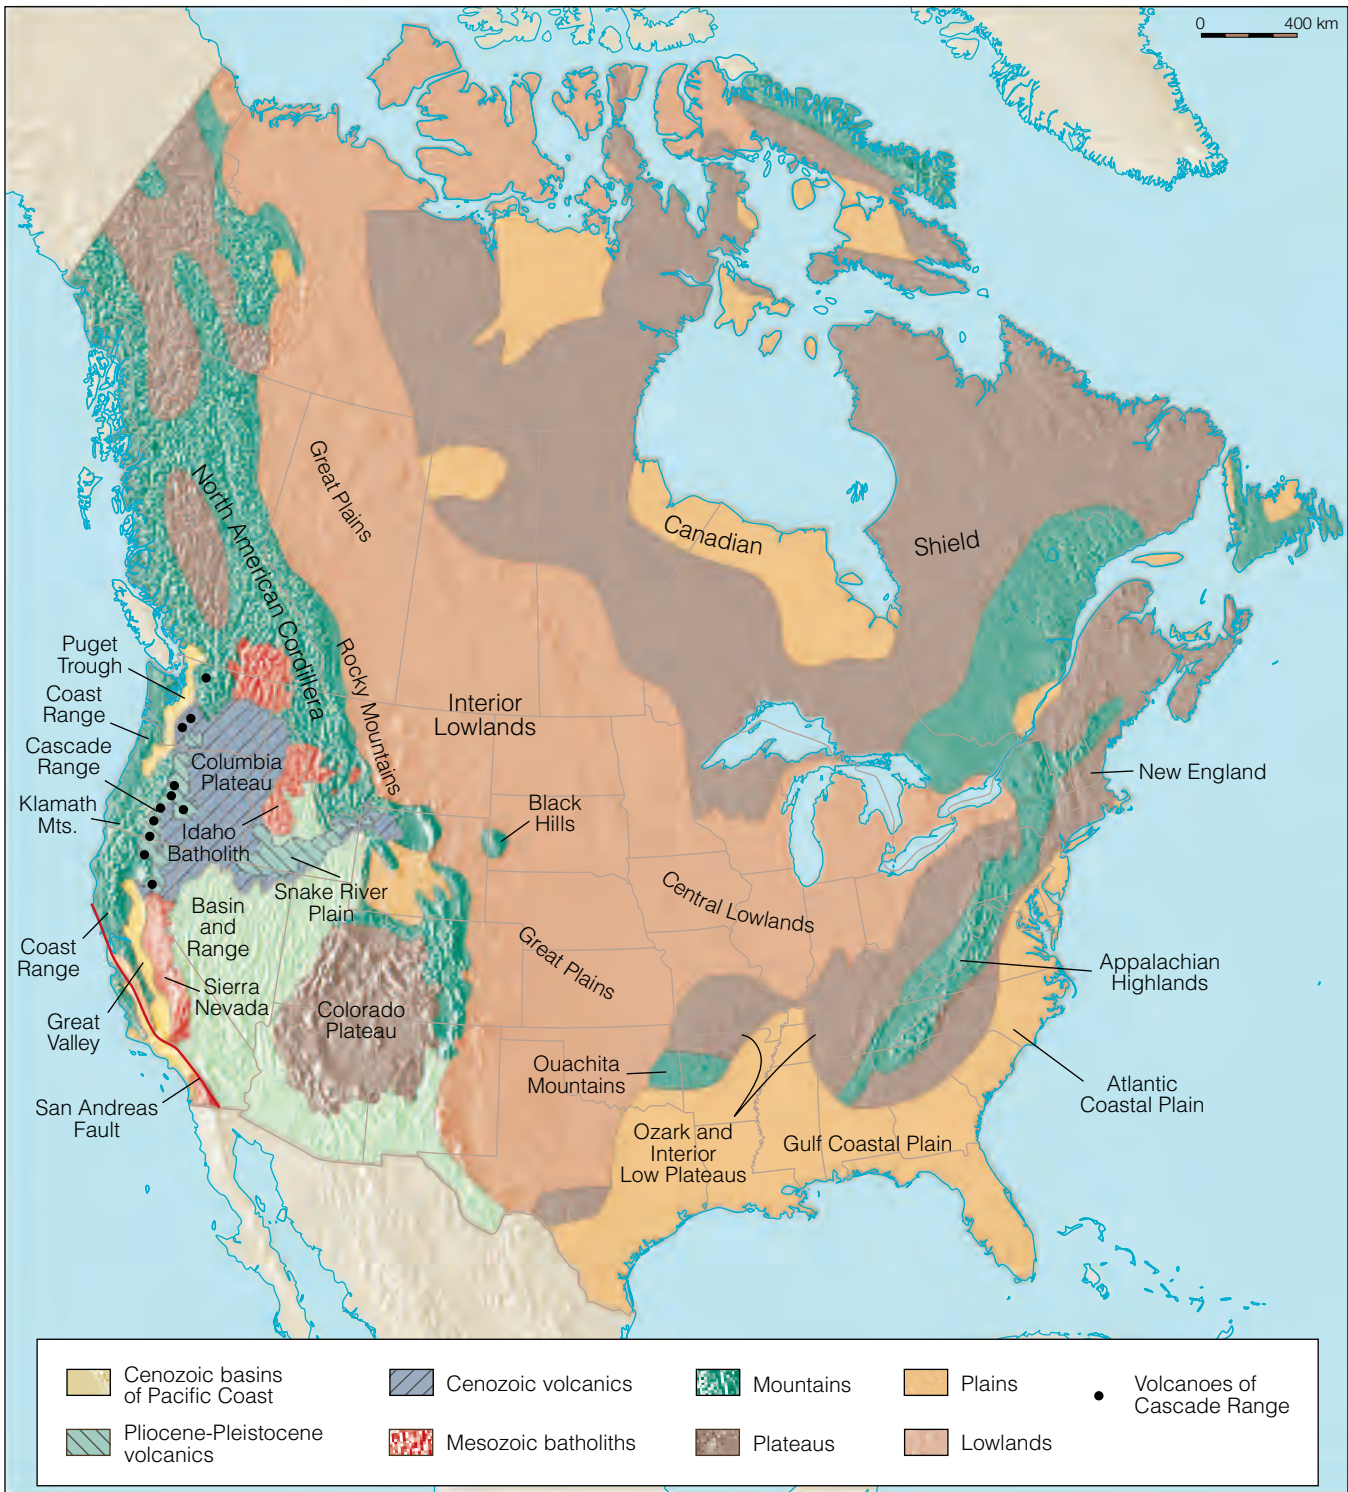 0 400 km
Great Plains
North American Cordillera
Canadian
Shield
Puget
Trough
Coast
Range
Cascade
Range
Klamath
Mts.
Rocky Mountains
Interior
Lowlands
Columbia
Plateau
Idaho
Batholith
Black
Hills
New England
Snake River
Plain
Basin
and
Range
Central Lowlands
Great Plains
Coast
Range
Sierra
Nevada
Great
Valley
Colorado
Plateau
Appalachian
Highlands
Ouachita
Mountains
San Andreas
Fault
Atlantic
Coastal Plain
Ozark and
Interior
Low Plateaus
Gulf Coastal Plain
Cenozoic basins
of Pacific Coast
Cenozoic volcanics
Mountains
Plains
Volcanoes of
Cascade Range
Pliocene-Pleistocene
volcanics
Mesozoic batholiths
Plateaus
Lowlands